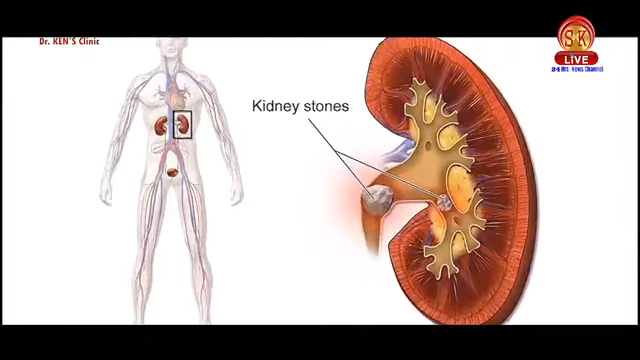 Dr. KEN'S Clinic
SK
LIVE
24 Hrs. News Channel
Kidney stones